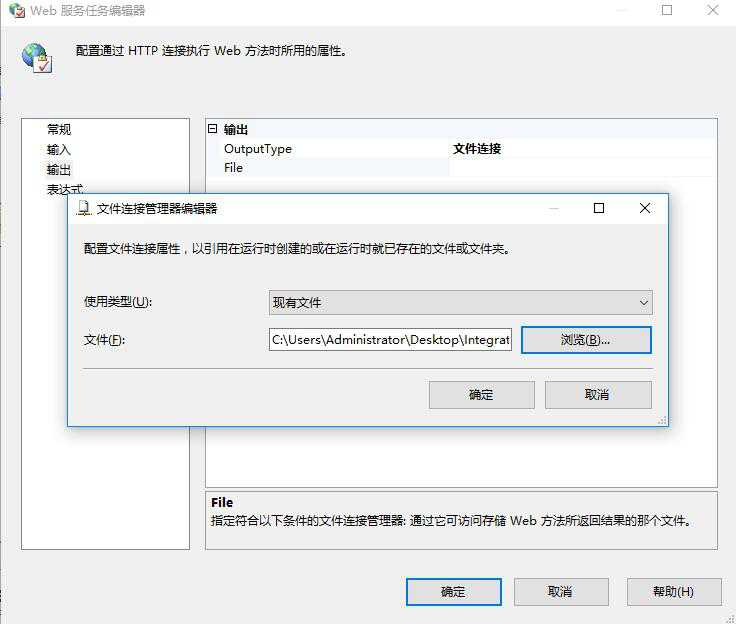 Web 服务任务编辑器
配置通过 HTTP 连接执行 Web 方法时所用的属性。
常规
输入
输出
表达式
输出
OutputType 文件连接
File
文件连接管理器编辑器
配置文件连接属性，以引用在运行时创建的或在运行时就已存在的文件或文件夹。
使用类型(U): 现有文件
文件(F): C:\Users\Administrator\Desktop\Integrat 浏览(B)...
确定 取消
File
指定符合以下条件的文件连接管理器: 通过它可访问存储 Web 方法所返回结果的那个文件。
确定 取消 帮助(H)